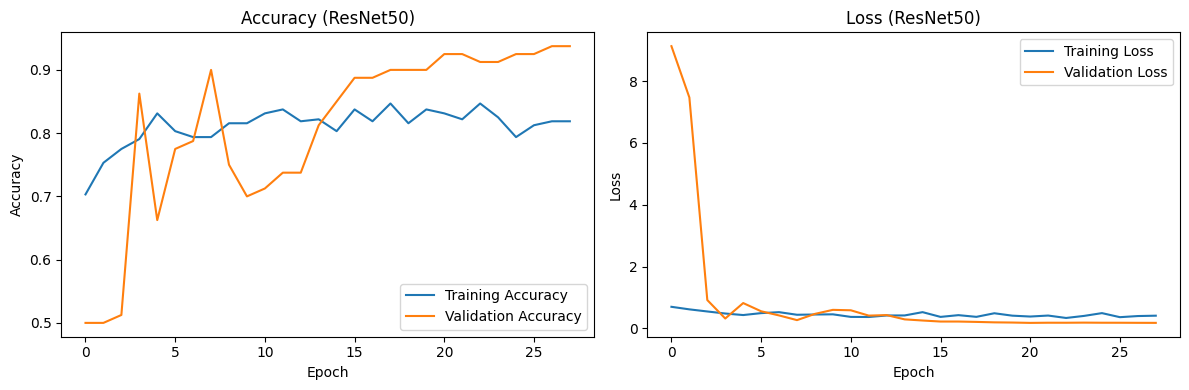 Accuracy (ResNet50)
Accuracy
0.9
0.8
0.7
0.6
0.5
Training Accuracy
Validation Accuracy
0 5 10 15 20 25
Epoch
Loss (ResNet50)
Loss
8
6
4
2
0
Training Loss
Validation Loss
0 5 10 15 20 25
Epoch